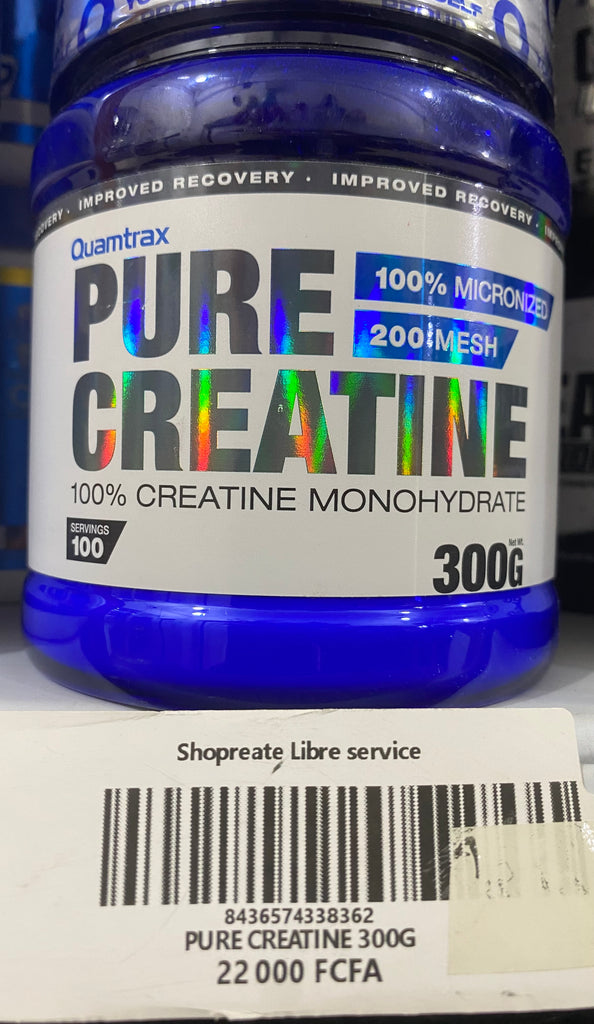 IMPROVED RECOVERY · IMPROVED RECOVERY ·
Quamtrax
PURE
100% MICRONIZED
200 MESH
CREATINE
100% CREATINE MONOHYDRATE
SERVINGS
100
Net Wt.
300G
Shopreate Libre service
8436574338362
PURE CREATINE 300G
22 000 FCFA